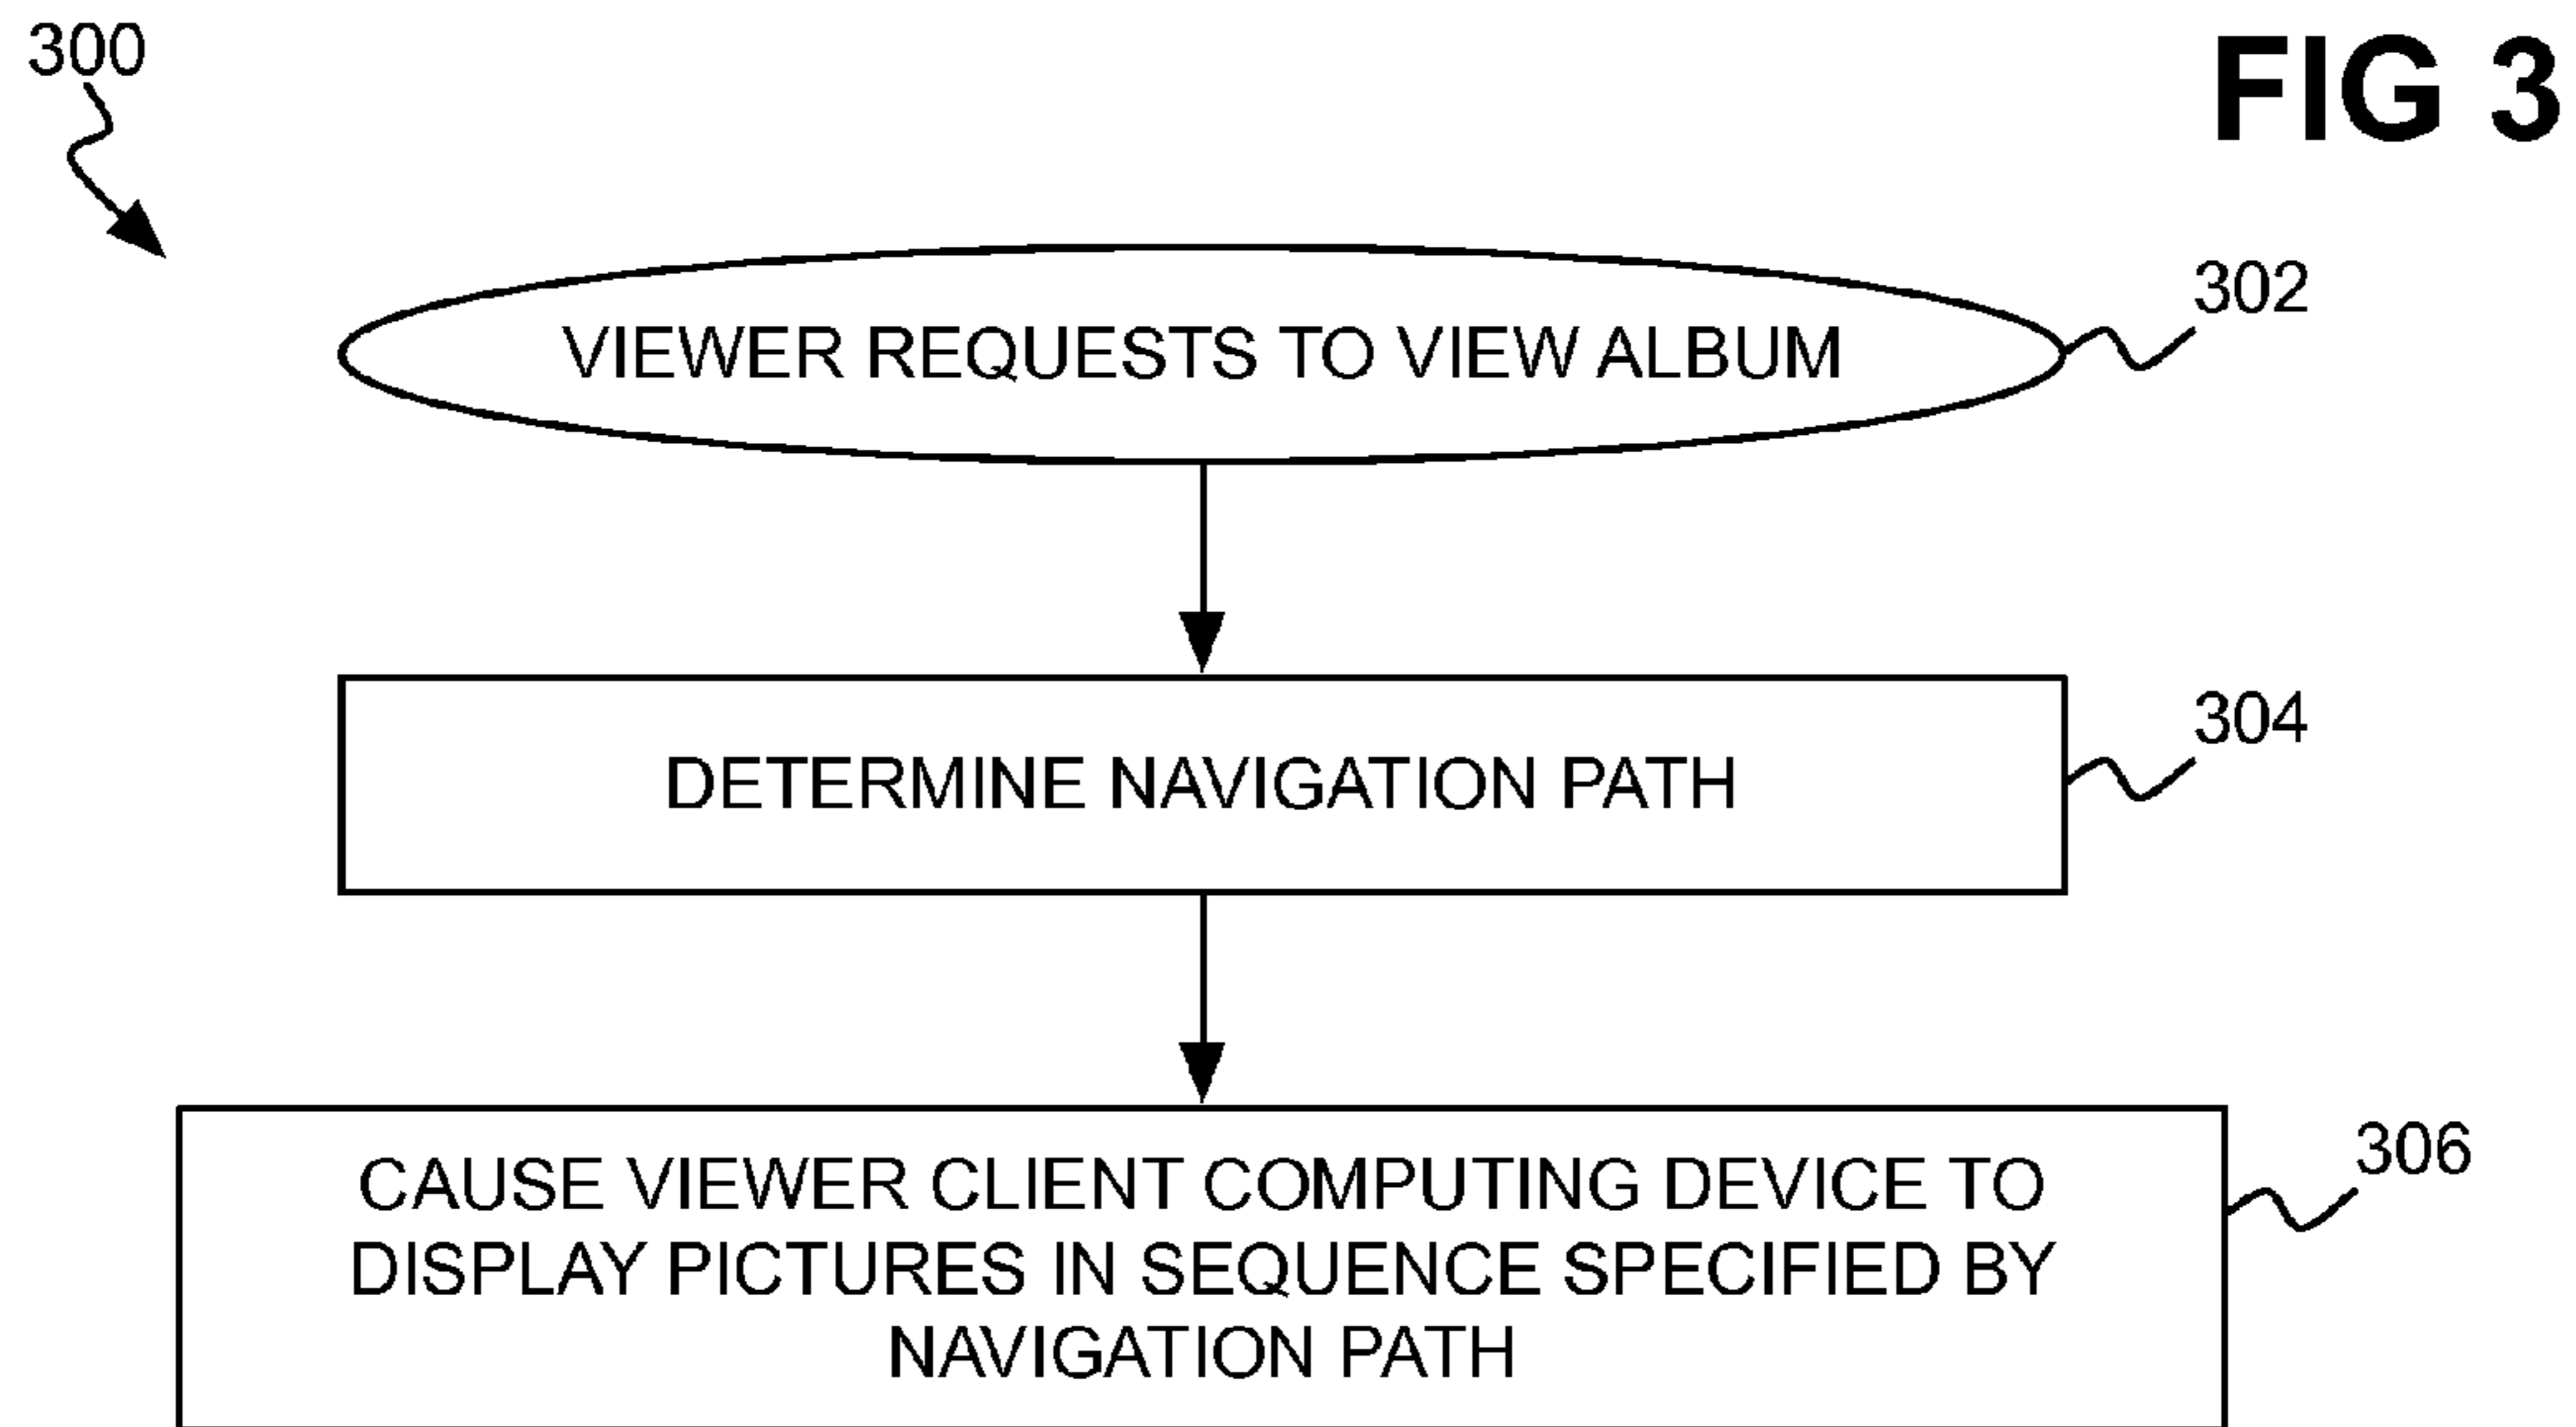 300
FIG 3
VIEWER REQUESTS TO VIEW ALBUM
302
DETERMINE NAVIGATION PATH
304
CAUSE VIEWER CLIENT COMPUTING DEVICE TO
DISPLAY PICTURES IN SEQUENCE SPECIFIED BY
NAVIGATION PATH
306